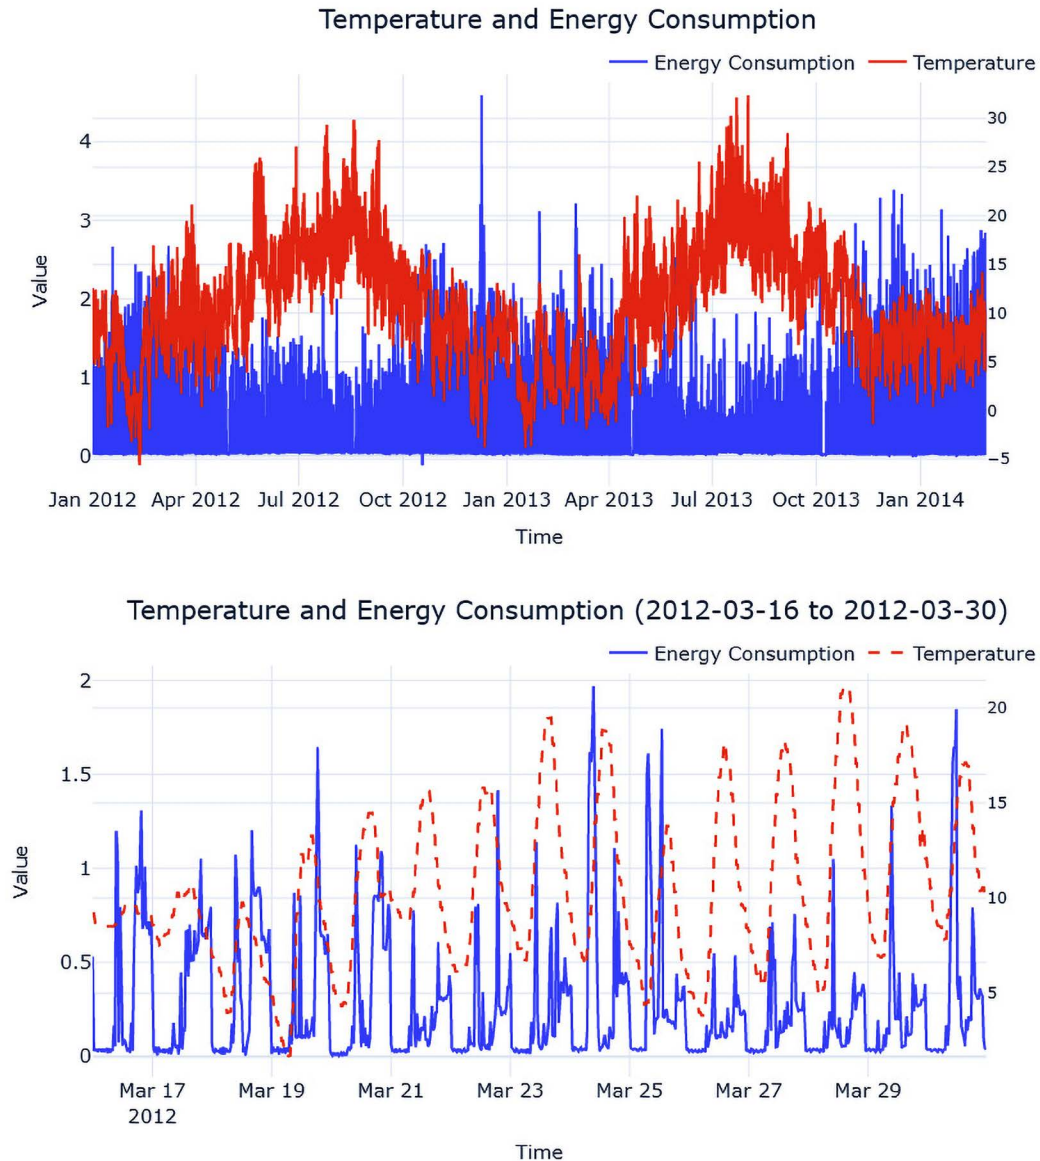 Temperature and Energy Consumption
Energy Consumption
Temperature
4
3
2
1
0
Value
30
25
20
15
10
5
0
−5
Jan 2012
Apr 2012
Jul 2012
Oct 2012
Jan 2013
Apr 2013
Jul 2013
Oct 2013
Jan 2014
Time
Temperature and Energy Consumption (2012-03-16 to 2012-03-30)
Energy Consumption
Temperature
2
1.5
1
0.5
0
Value
20
15
10
5
Mar 17
2012
Mar 19
Mar 21
Mar 23
Mar 25
Mar 27
Mar 29
Time